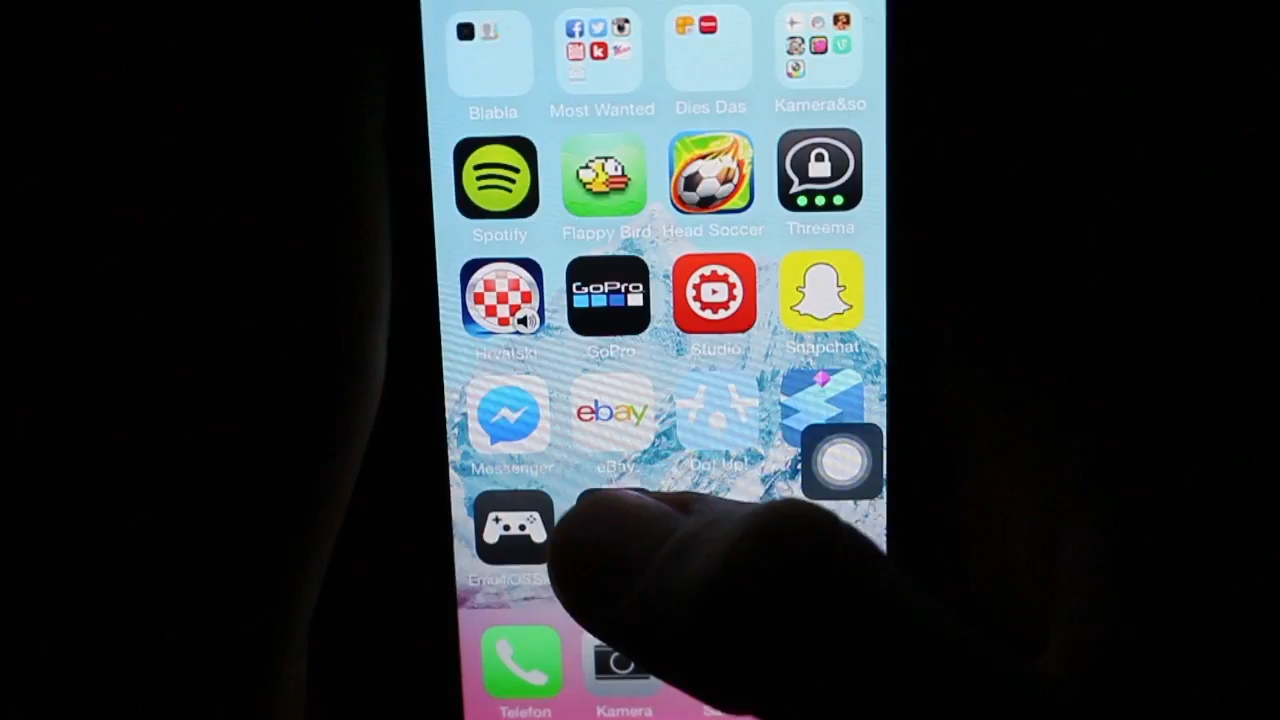 Blabla
Most Wanted
Dies Das
Kamera&so
Spotify
Flappy Bird
Head Soccer
Threema
GoPro
Hrvatski
GoPro
Studio
Snapchat
ebay
Messenger
eBay
Dot Up!
Telefon
Kamera